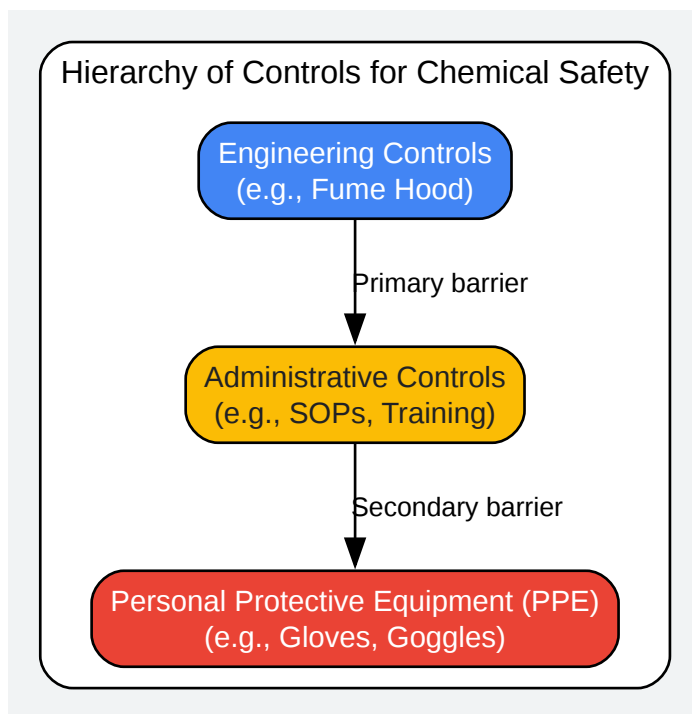 Hierarchy of Controls for Chemical Safety
Engineering Controls
(e.g., Fume Hood)
Primary barrier
Administrative Controls
(e.g., SOPs, Training)
Secondary barrier
Personal Protective Equipment (PPE)
(e.g., Gloves, Goggles)